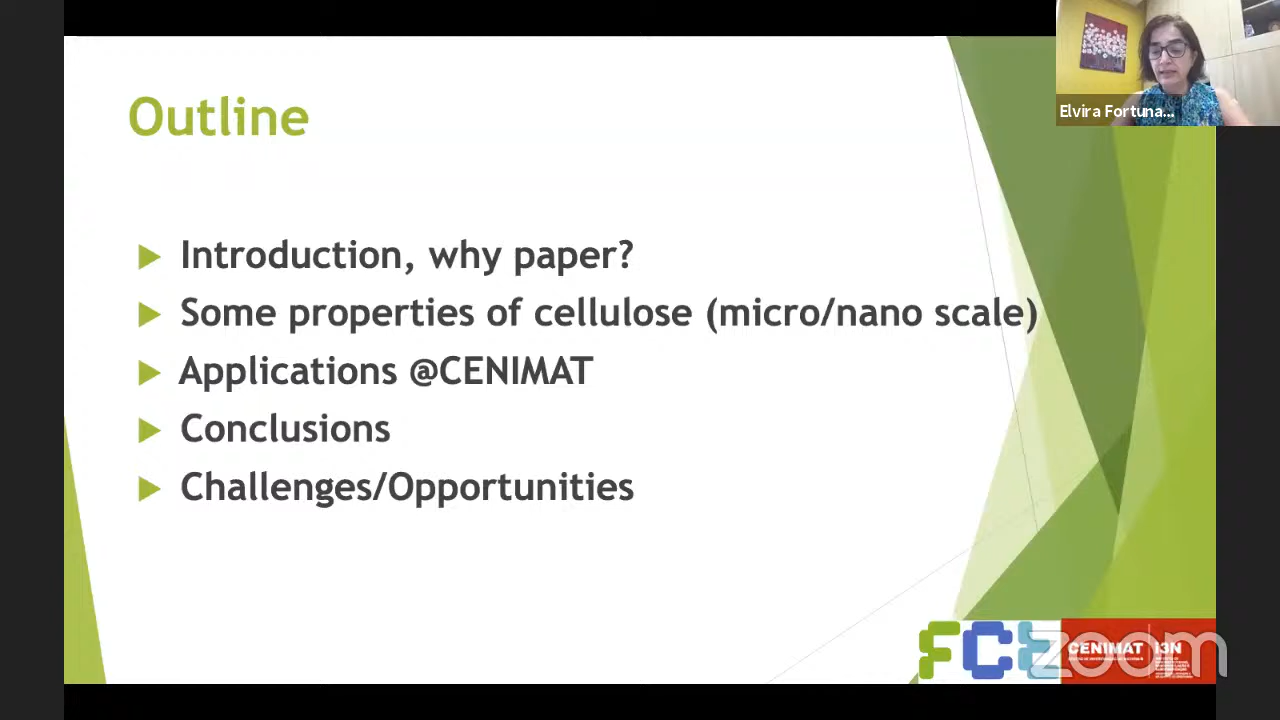 Outline
Elvira Fortuna...
Introduction, why paper?
Some properties of cellulose (micro/nano scale)
Applications @CENIMAT
Conclusions
Challenges/Opportunities
zoom
CENIMAT I3N